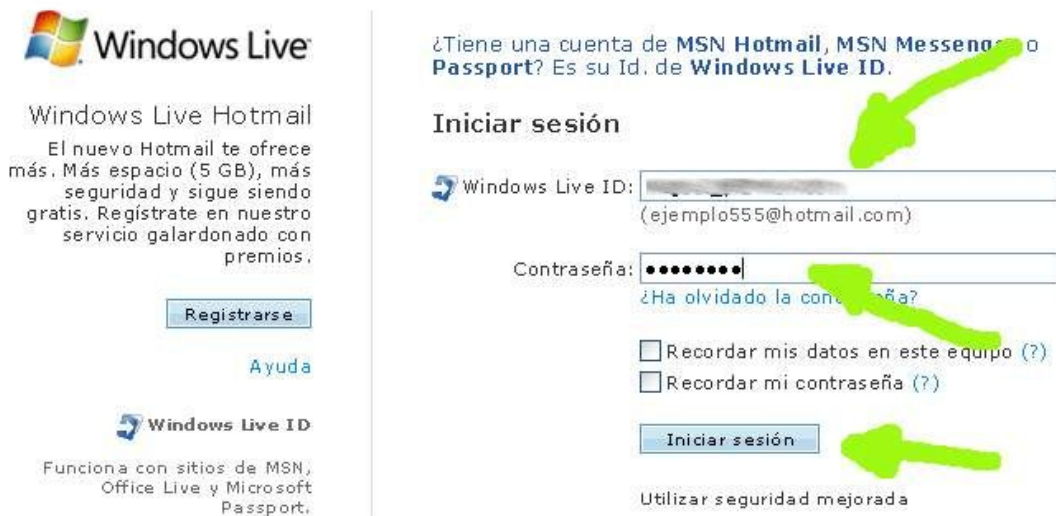 Windows Live
Windows Live Hotmail
El nuevo Hotmail te ofrece
más. Más espacio (5 GB), más
seguridad y sigue siendo
gratis. Regístrate en nuestro
servicio galardonado con
premios.
Registrarse
Ayuda
Windows Live ID
Funciona con sitios de MSN,
Office Live y Microsoft
Passport.
¿Tiene una cuenta de MSN Hotmail, MSN Messenger o
Passport? Es su Id. de Windows Live ID.
Iniciar sesión
Windows Live ID:
(ejemplo555@hotmail.com)
Contraseña: ●●●●●●●●●
¿Ha olvidado la contraseña?
Recordar mis datos en este equipo (?)
Recordar mi contraseña (?)
Iniciar sesión
Utilizar seguridad mejorada